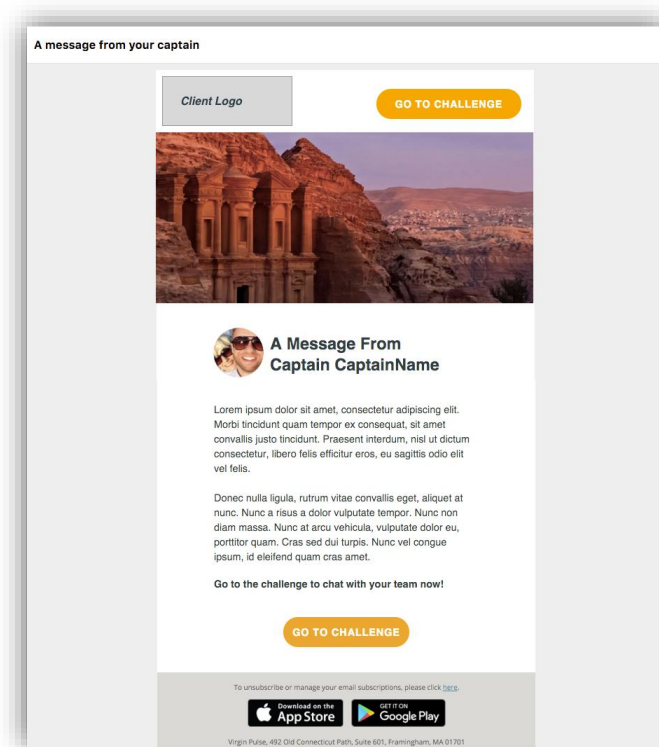 A message from your captain
Client Logo
GO TO CHALLENGE
A Message From
Captain CaptainName
Lorem ipsum dolor sit amet, consectetur adipiscing elit.
Morbi tincidunt quam tempor ex consequat, sit amet
convallis justo tincidunt. Praesent interdum, nisl ut dictum
consectetur, libero felis efficitur eros, eu sagittis odio elit
vel felis.
Donec nulla ligula, rutrum vitae convallis eget, aliquet at
nunc. Nunc a risus a dolor vulputate tempor. Nunc non
diam massa. Nunc at arcu vehicula, vulputate dolor eu,
porttitor quam. Cras sed dui turpis. Nunc vel congue
ipsum, id eleifend quam cras amet.
Go to the challenge to chat with your team now!
GO TO CHALLENGE
To unsubscribe or manage your email subscriptions, please click here.
Download on the
App Store
GET IT ON
Google Play
Virgin Pulse, 492 Old Connecticut Path, Suite 601, Framingham, MA 01701